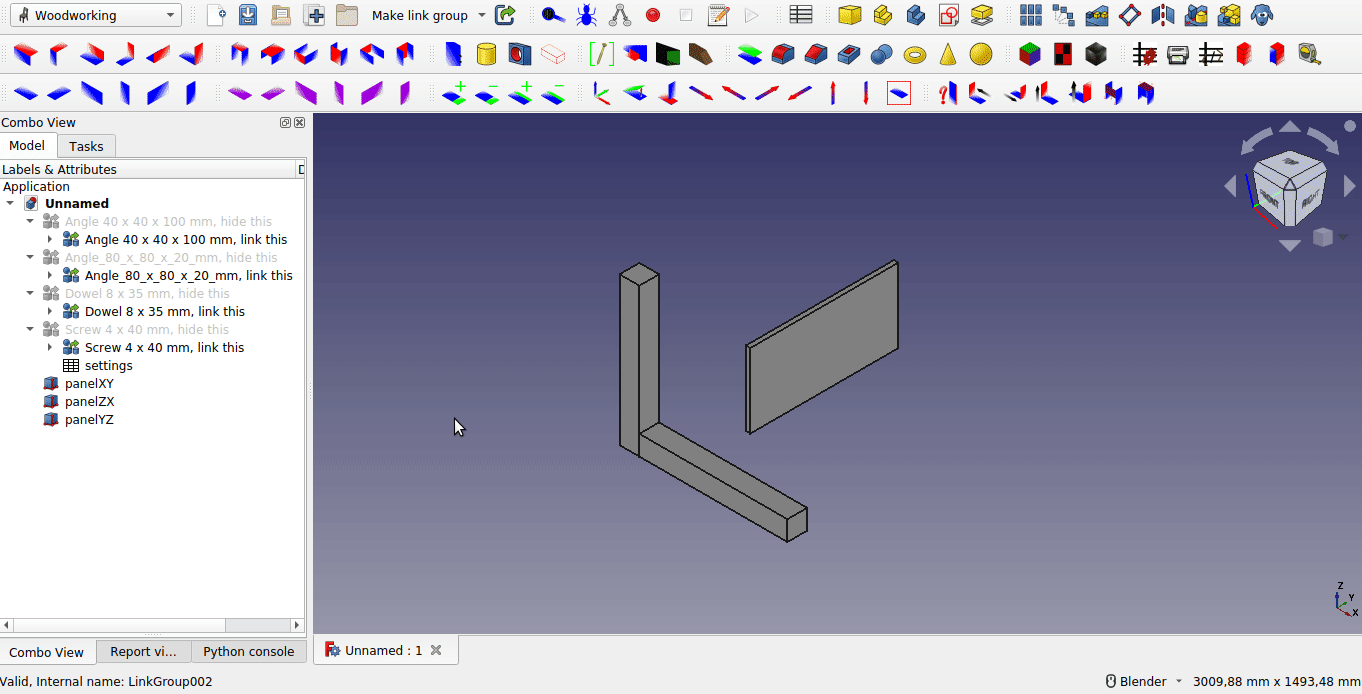 Woodworking
Make link group
Combo View
Model
Tasks
Labels & Attributes
D
Application
Unnamed
Angle 40 x 40 x 100 mm, hide this
Angle 40 x 40 x 100 mm, link this
Angle_80_x_80_x_20_mm, hide this
Angle_80_x_80_x_20_mm, link this
Dowel 8 x 35 mm, hide this
Dowel 8 x 35 mm, link this
Screw 4 x 40 mm, hide this
Screw 4 x 40 mm, link this
settings
panelXY
panelZX
panelYZ
FRONT
RIGHT
Z
Y
X
Combo View
Report vi...
Python console
Unnamed : 1
Valid, Internal name: LinkGroup002
Blender
3009,88 mm x 1493,48 mm